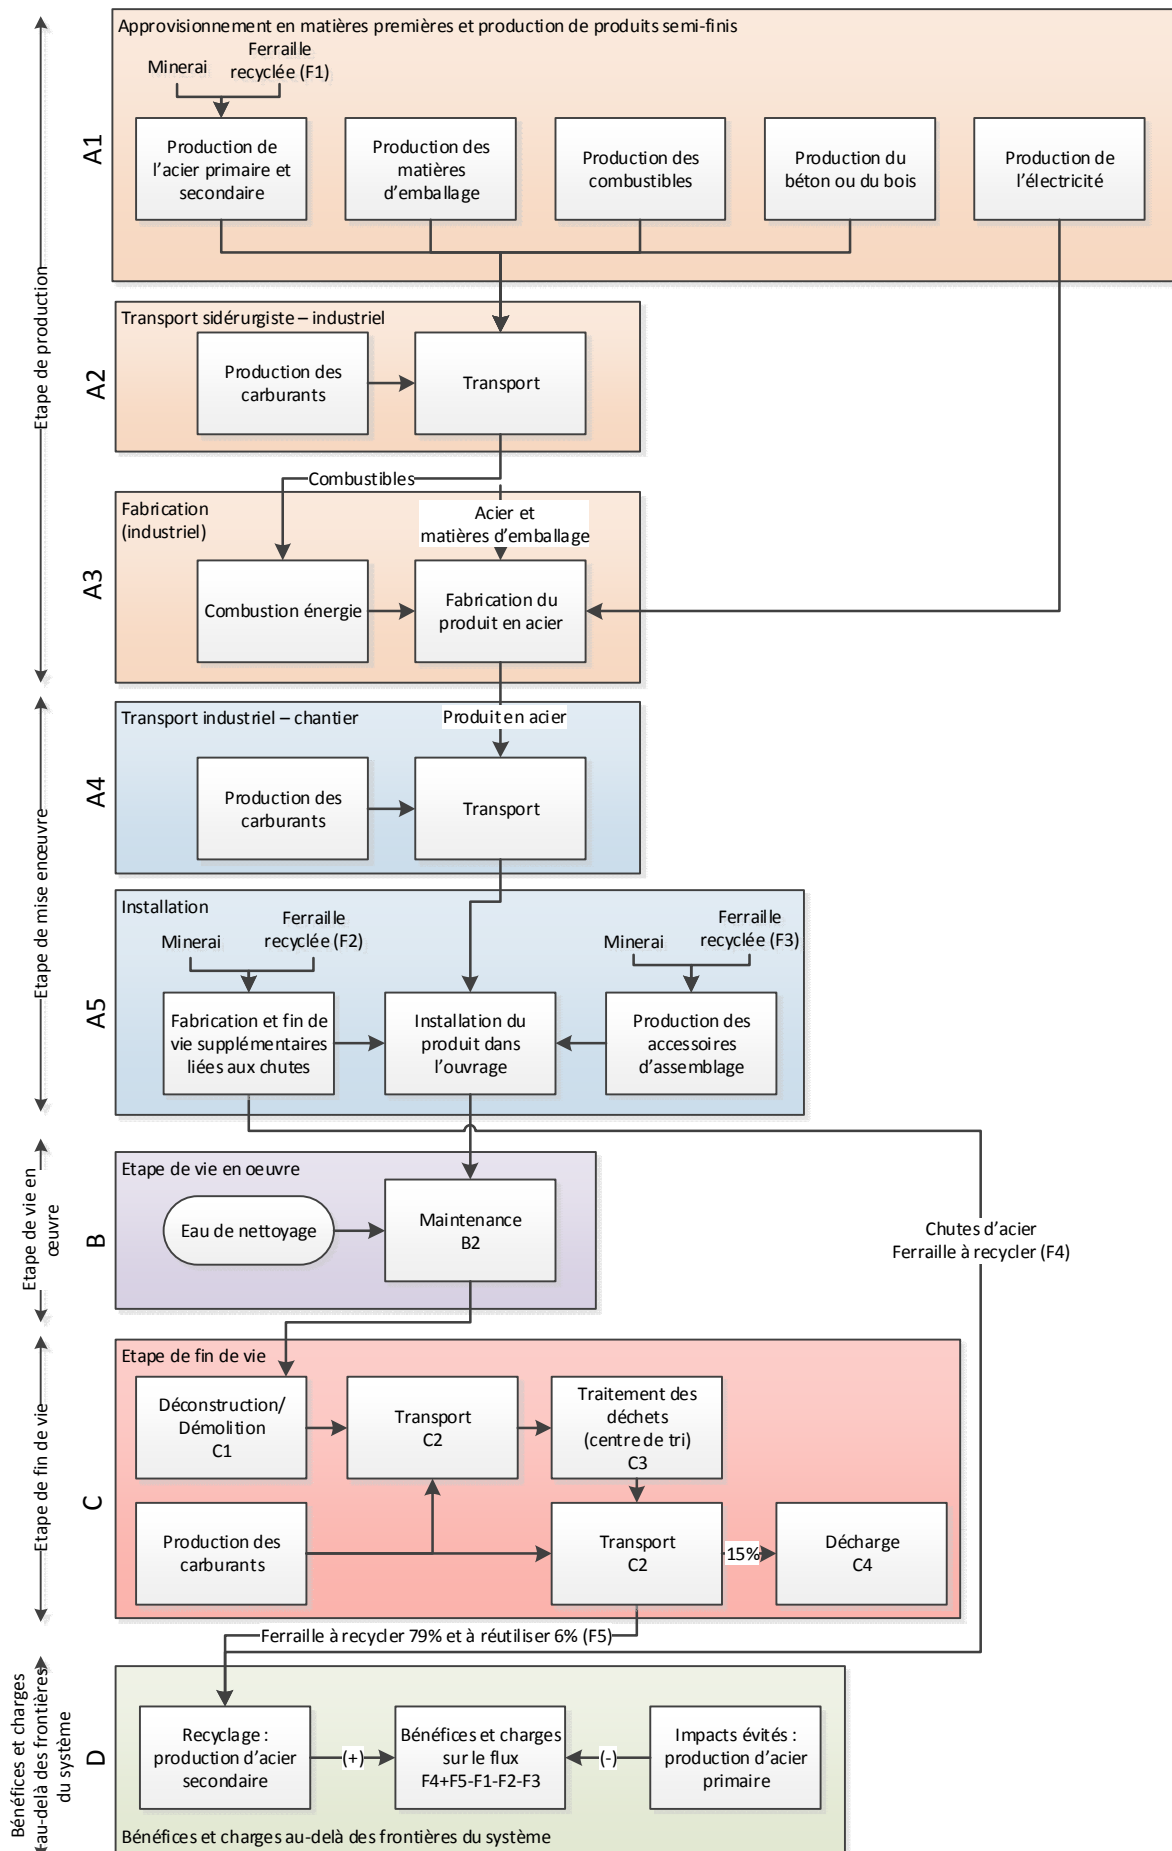 Approvisionnement en matières premières et production de produits semi-finis
Minerai
Ferraille
recyclée (F1)
A1
Production de
l'acier primaire et
secondaire
Production des
matières
d'emballage
Production des
combustibles
Production du
béton ou du bois
Production de
l'électricité
Etape de production
Transport sidérurgiste – industriel
A2
Production des
carburants
Transport
Combustibles
Fabrication
(industriel)
Acier et
matières d'emballage
A3
Combustion énergie
Fabrication du
produit en acier
Transport industriel – chantier
Produit en acier
A4
Production des
carburants
Transport
Etape de mise enœuvre
Installation
Minerai
Ferraille
recyclée (F2)
Minerai
Ferraille
recyclée (F3)
A5
Fabrication et fin de
vie supplémentaires
liées aux chutes
Installation du
produit dans
l'ouvrage
Production des
accessoires
d'assemblage
Etape de vie en
œuvre
B
Etape de vie en oeuvre
Eau de nettoyage
Maintenance
B2
Chutes d'acier
Ferraille à recycler (F4)
Etape de fin de vie
C
Etape de fin de vie
Déconstruction/
Démolition
C1
Transport
C2
Traitement des
déchets
(centre de tri)
C3
Production des
carburants
Transport
C2
15%
Décharge
C4
Ferraille à recycler 79% et à réutiliser 6% (F5)
Bénéfices et charges
au-delà des frontières
du système
D
Recyclage :
production d'acier
secondaire
(+)
Bénéfices et charges
sur le flux
F4+F5-F1-F2-F3
(-)
Impacts évités :
production d'acier
primaire
Bénéfices et charges au-delà des frontières du système